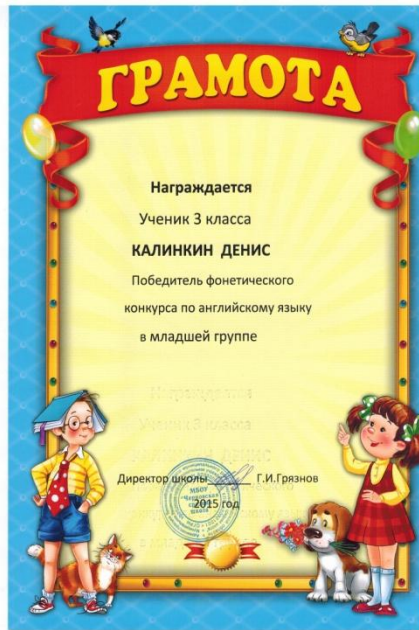 ГРАМОТА
Награждается
Ученик 3 класса
КАЛИНКИН ДЕНИС
Победитель фонетического
конкурса по английскому языку
в младшей группе
Директор школы Г.И.Грязнов
МБОУ
2015 год